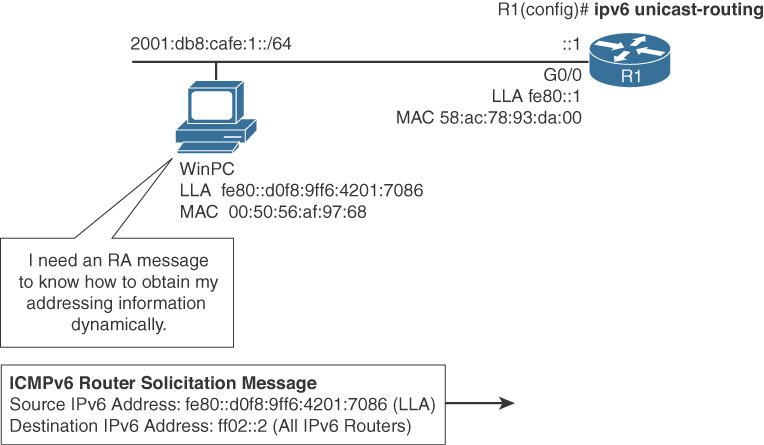 R1(config)# ipv6 unicast-routing
2001:db8:cafe:1::/64
::1
G0/0
R1
LLA fe80::1
MAC 58:ac:78:93:da:00
WinPC
LLA fe80::d0f8:9ff6:4201:7086
MAC 00:50:56:af:97:68
I need an RA message
to know how to obtain my
addressing information
dynamically.
ICMPv6 Router Solicitation Message
Source IPv6 Address: fe80::d0f8:9ff6:4201:7086 (LLA)
Destination IPv6 Address: ff02::2 (All IPv6 Routers)